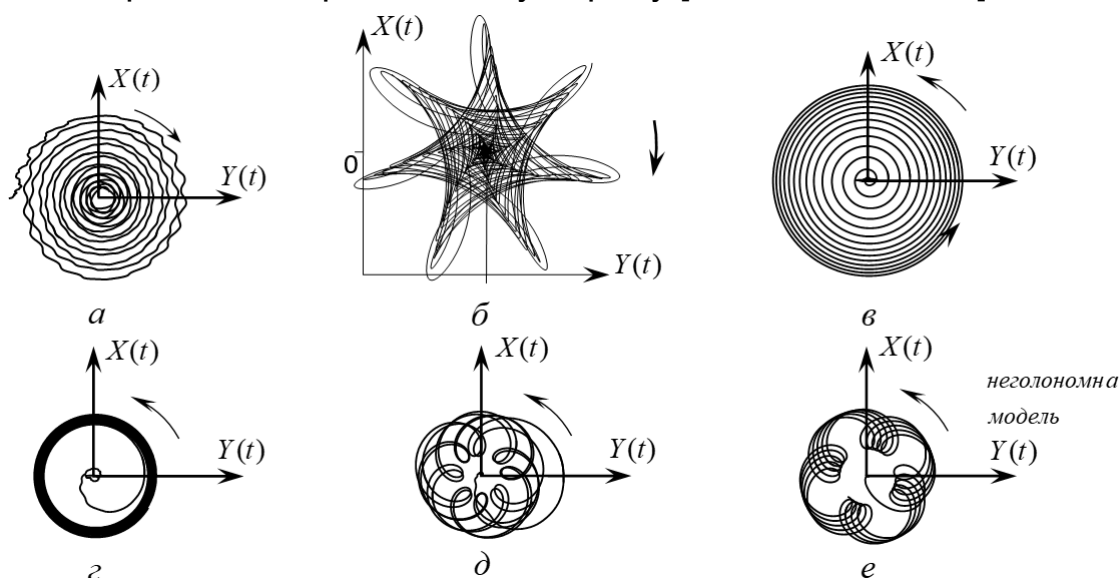 X(t)
Y(t)
а
X(t)
0
Y(t)
б
X(t)
Y(t)
в
X(t)
Y(t)
г
X(t)
Y(t)
д
X(t)
Y(t)
неголономна
модель
е